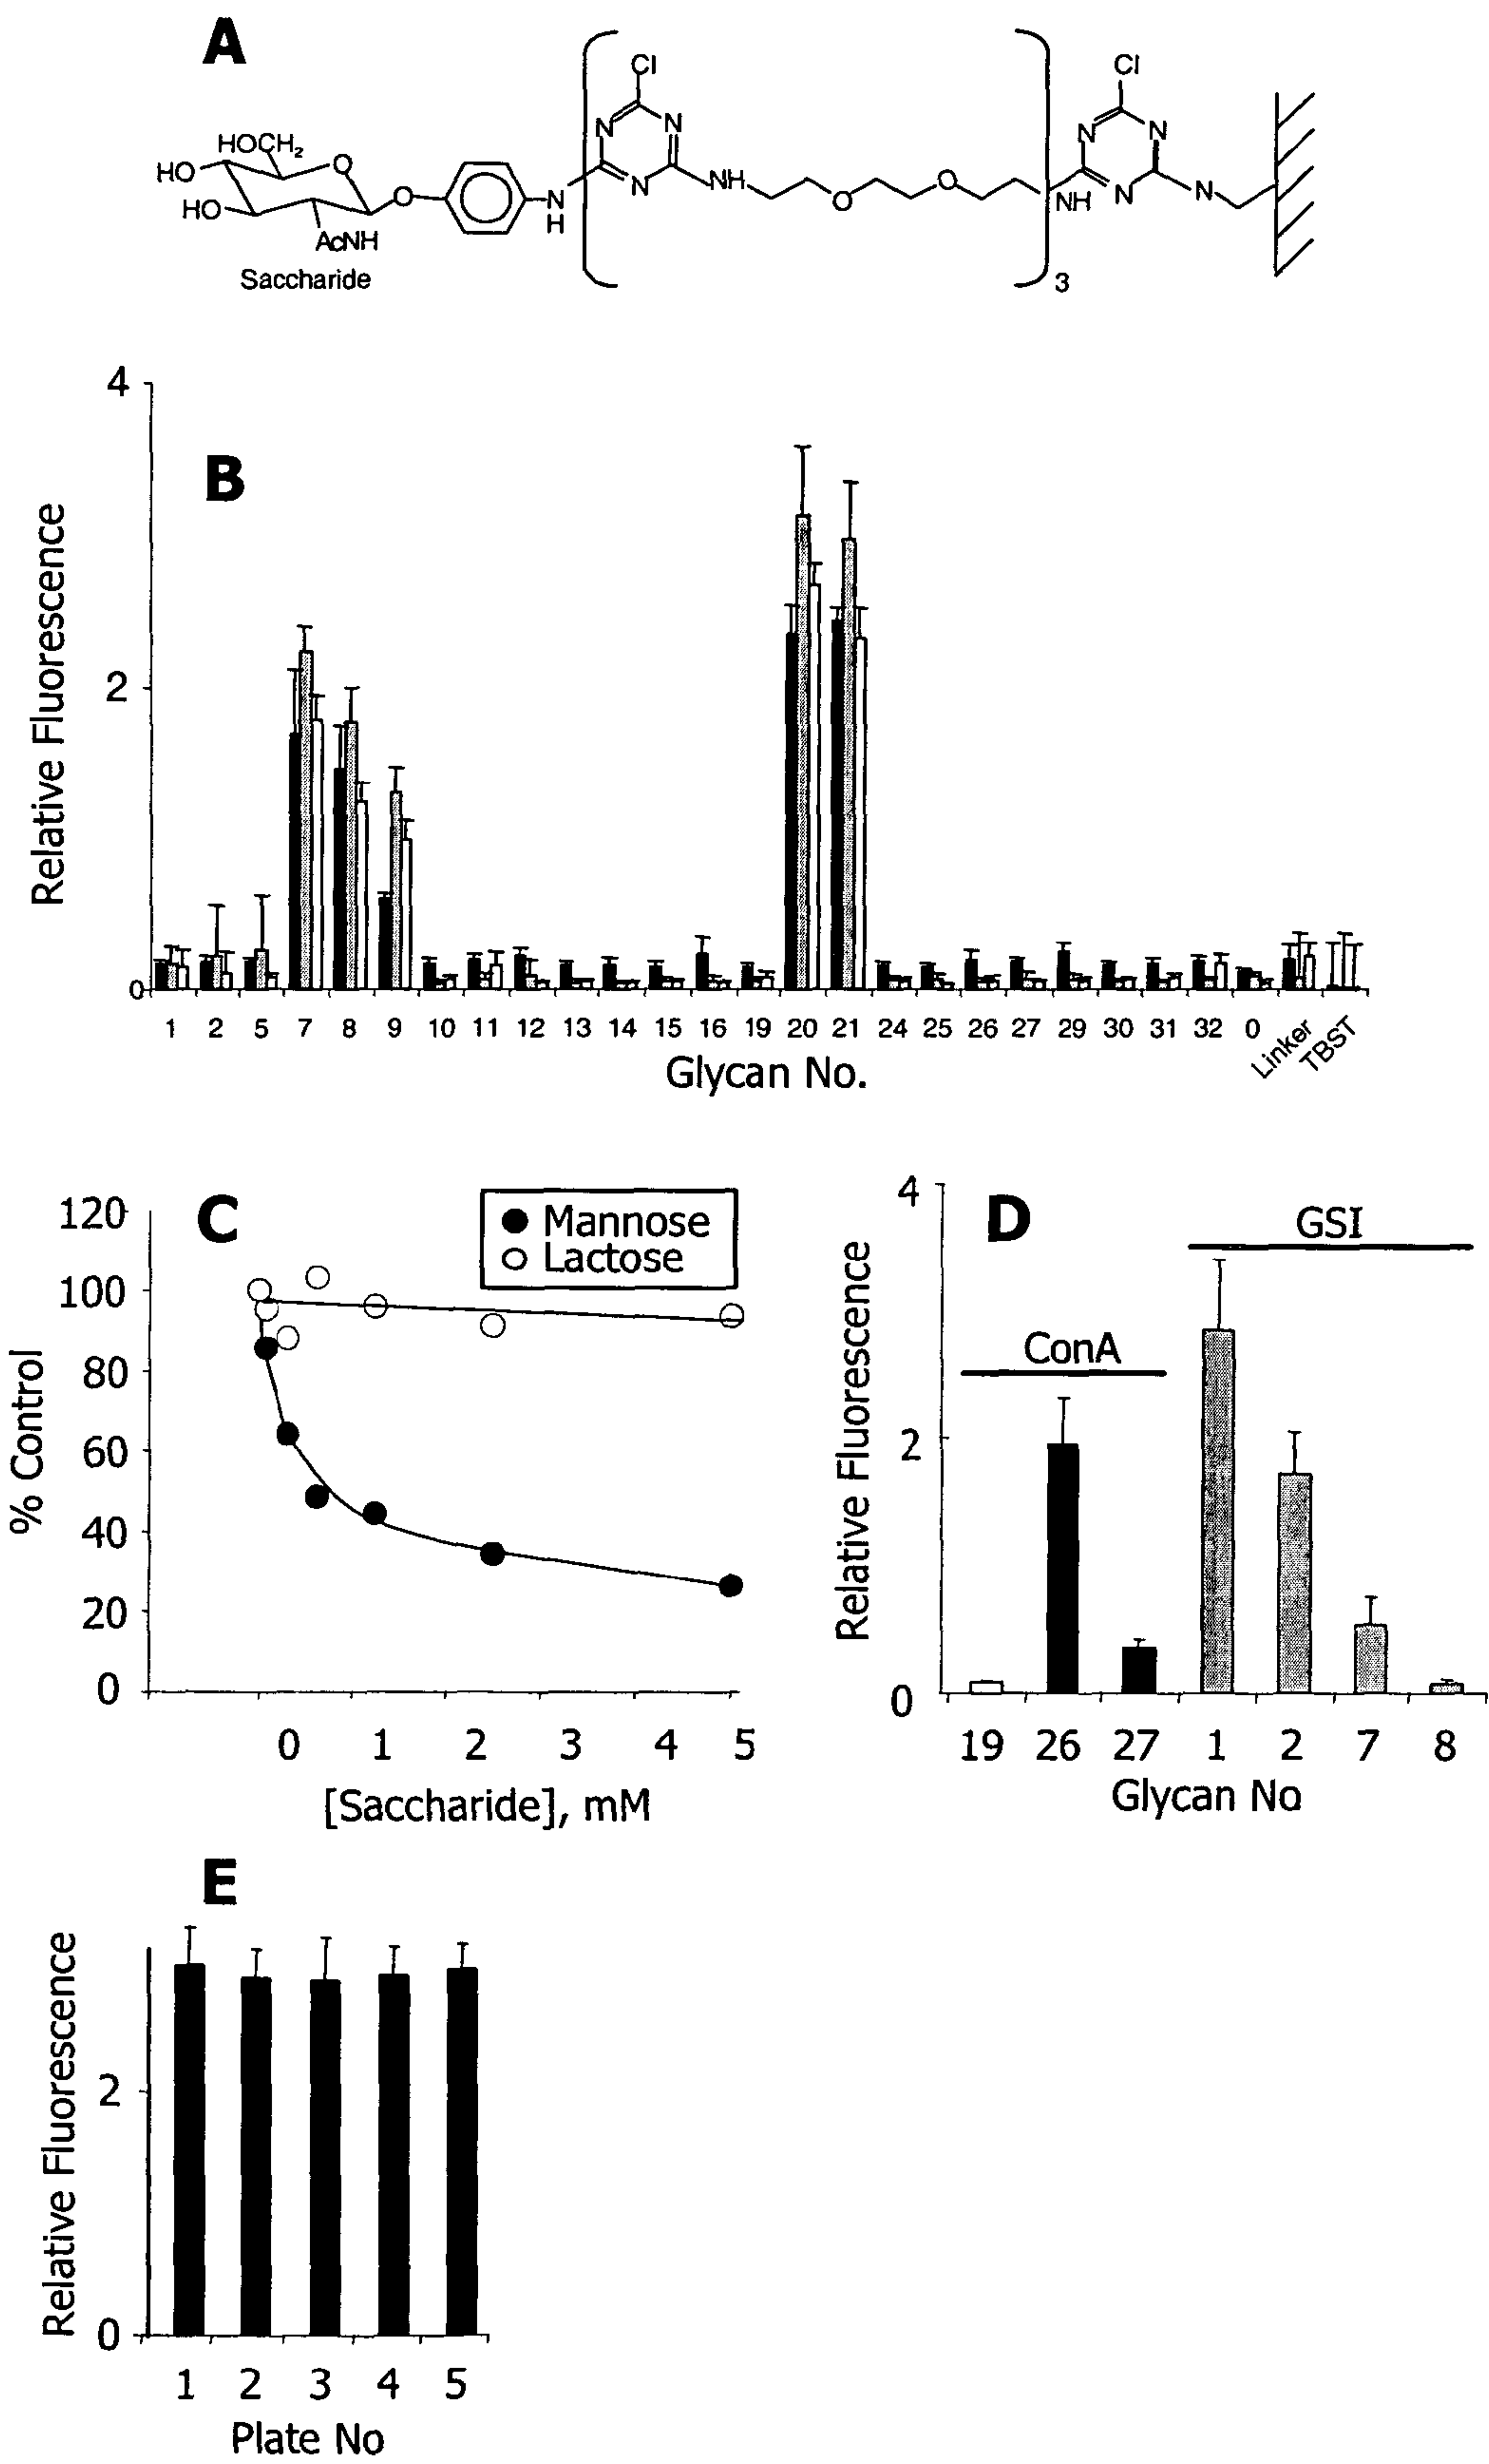 A
Cl
Cl
HOCH2
N
N
N
N
HO
O
HO
O
N
H
N
NH
O
O
NH
N
N
AcNH
Saccharide
3
4
B
2
0
Relative Fluorescence
1 2 5 7 8 9 10 11 12 13 14 15 16 19 20 21 24 25 26 27 29 30 31 32 0 Linker TBST
Glycan No.
C
Mannose
Lactose
120
100
80
60
40
20
0
% Control
0 1 2 3 4 5
[Saccharide], mM
D
GSI
ConA
4
2
0
Relative Fluorescence
19 26 27 1 2 7 8
Glycan No
E
2
0
Relative Fluorescence
1 2 3 4 5
Plate No